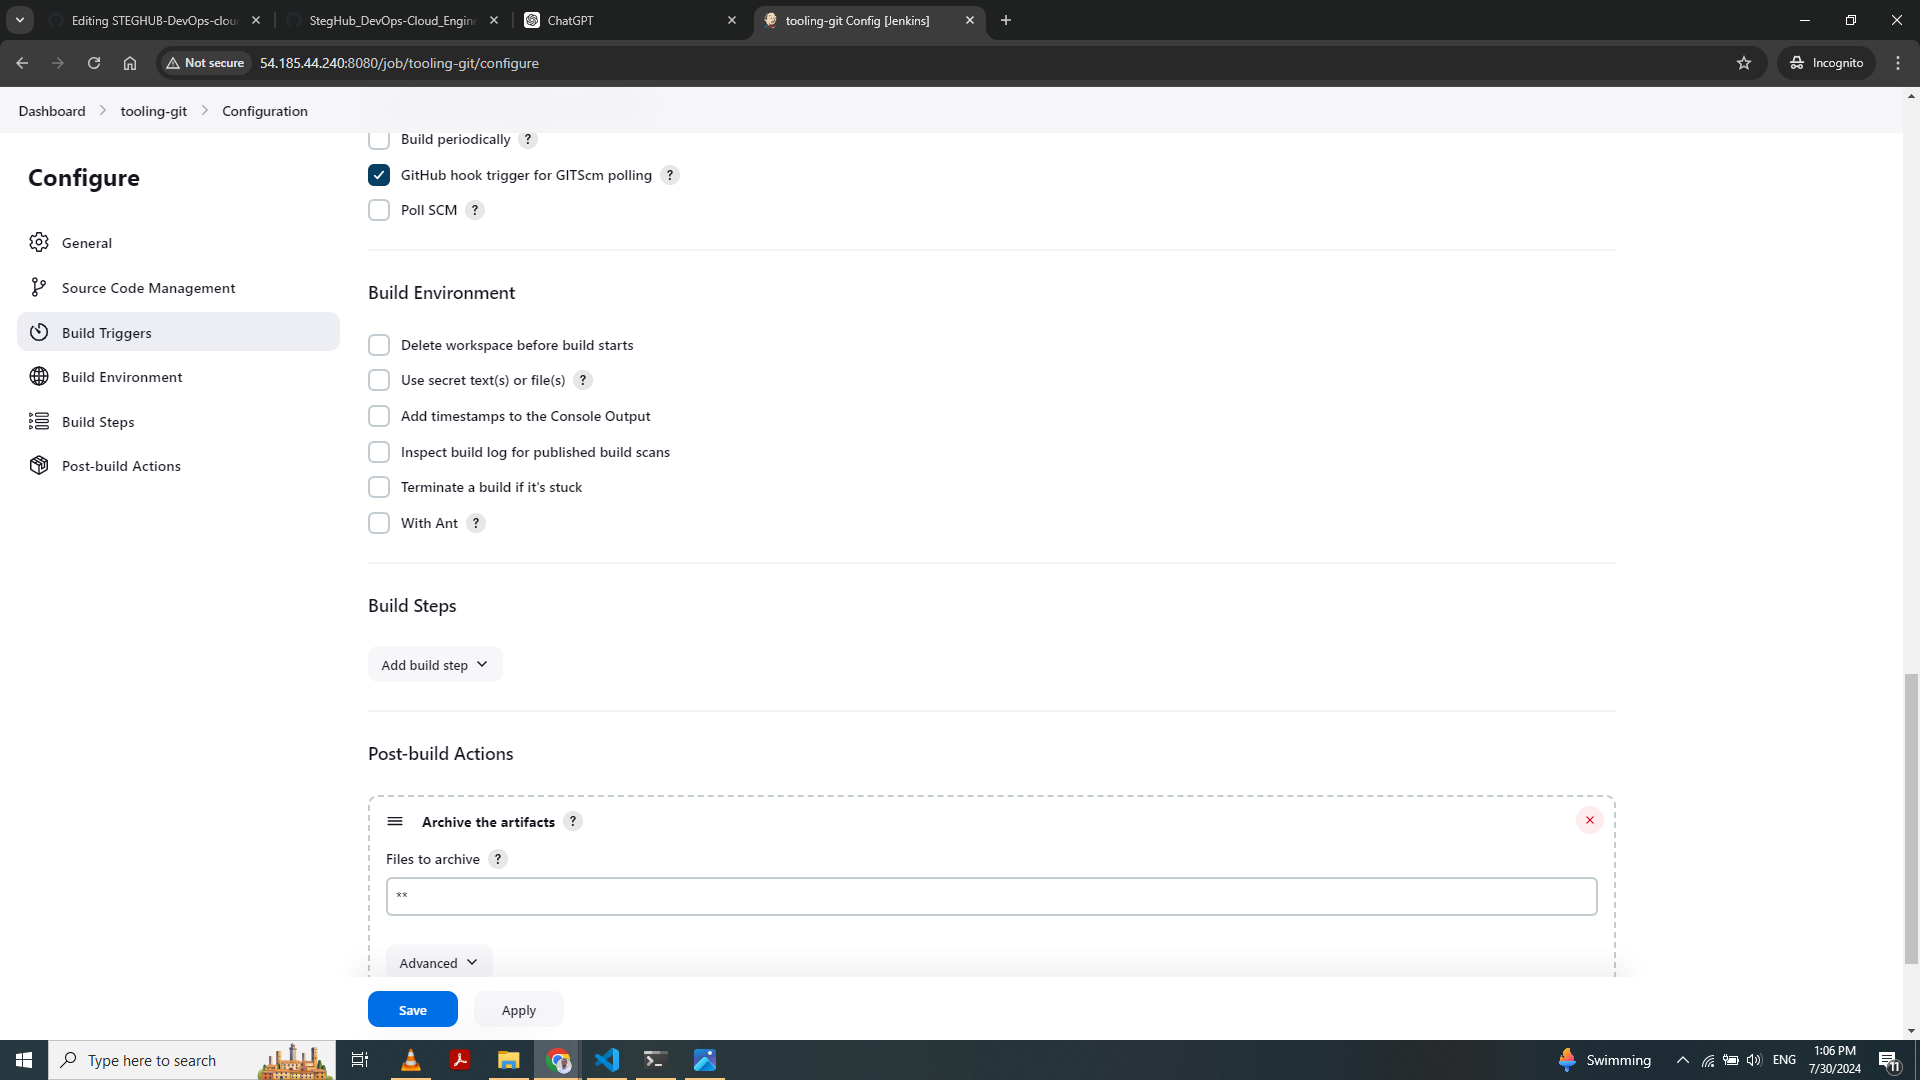 Editing STEGHUB-DevOps-clou
StegHub_DevOps-Cloud_Engine
ChatGPT
tooling-git Config [Jenkins]
Not secure
54.185.44.240:8080/job/tooling-git/configure
Incognito
Dashboard
tooling-git
Configuration
Configure
General
Source Code Management
Build Triggers
Build Environment
Build Steps
Post-build Actions
Build periodically ?
GitHub hook trigger for GITScm polling ?
Poll SCM ?
Build Environment
Delete workspace before build starts
Use secret text(s) or file(s) ?
Add timestamps to the Console Output
Inspect build log for published build scans
Terminate a build if it's stuck
With Ant ?
Build Steps
Add build step
Post-build Actions
Archive the artifacts ?
Files to archive ?
**
Advanced
Save
Apply
Type here to search
Swimming
ENG
1:06 PM
7/30/2024
11